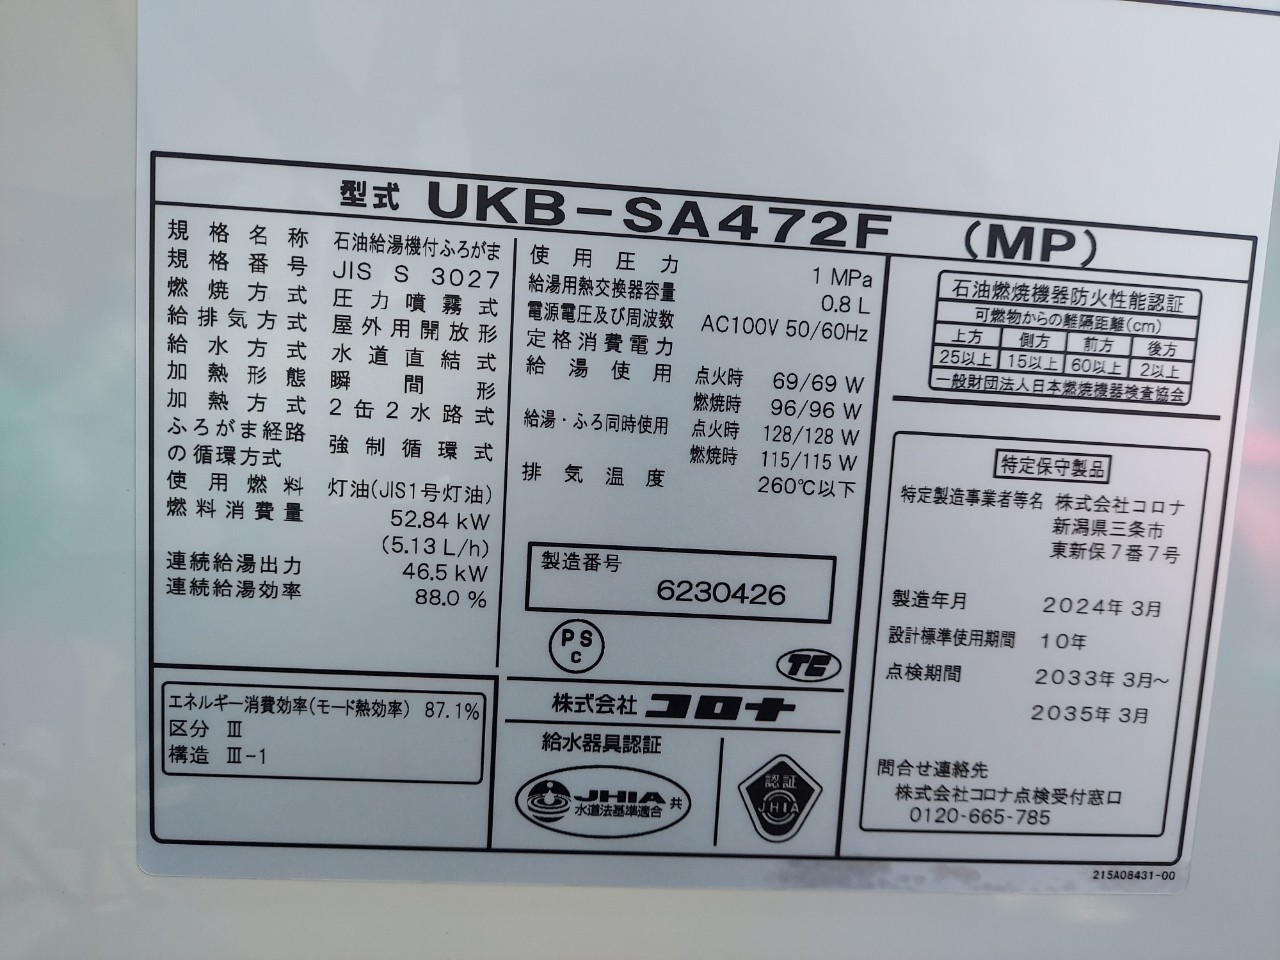 型式 UKB-SA472F (MP)
規格名称 石油給湯機付ふろがま
規格番号 JIS S 3027
燃焼方式 圧力噴霧式
給排気方式 屋外用開放形
給水方式 水道直結式
加熱形態 瞬間形
加熱方式 2缶2水路式
ふろがま経路
の循環方式 強制循環式
使用燃料 灯油(JIS1号灯油)
燃料消費量 52.84 kW
(5.13 L/h)
連続給湯出力 46.5 kW
連続給湯効率 88.0 %
エネルギー消費効率(モード熱効率) 87.1%
区分 Ⅲ
構造 Ⅲ-1
使用圧力 1 MPa
給湯用熱交換器容量 0.8 L
電源電圧及び周波数 AC100V 50/60Hz
定格消費電力
給湯使用 点火時 69/69 W
燃焼時 96/96 W
給湯・ふろ同時使用 点火時 128/128 W
燃焼時 115/115 W
排気温度 260℃以下
製造番号
6230426
PS
C
TC
株式会社 コロナ
給水器具認証
JHIA 共
水道法基準適合
認証
JHIA
石油燃焼機器防火性能認証
可燃物からの離隔距離(cm)
上方 側方 前方 後方
25以上 15以上 60以上 2以上
一般財団法人日本燃焼機器検査協会
特定保守製品
特定製造事業者等名 株式会社コロナ
新潟県三条市
東新保7番7号
製造年月 2024年 3月
設計標準使用期間 10年
点検期間 2033年 3月~
2035年 3月
問合せ連絡先
株式会社コロナ点検受付窓口
0120-665-785
215A08431-00